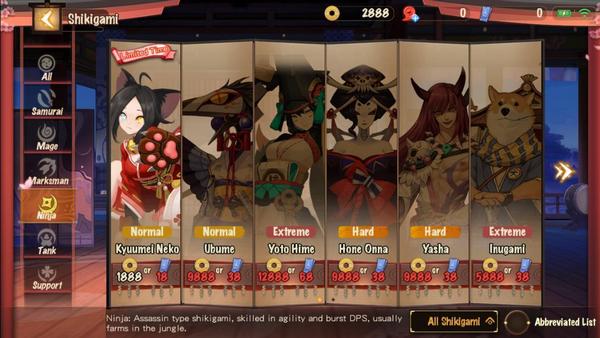 Shikigami
2888
0
0
All
Samurai
Mage
Marksman
Ninja
Tank
Support
Limited Time
Normal
Kyuumei Neko
1888 or 18
Normal
Ubume
9888 or 38
Extreme
Yoto Hime
12888 or 68
Hard
Hone Onna
9888 or 38
Hard
Yasha
9888 or 38
Extreme
Inugami
5888 or 38
Ninja: Assassin type shikigami, skilled in agility and burst DPS, usually
farms in the jungle.
All Shikigami
Abbreviated List